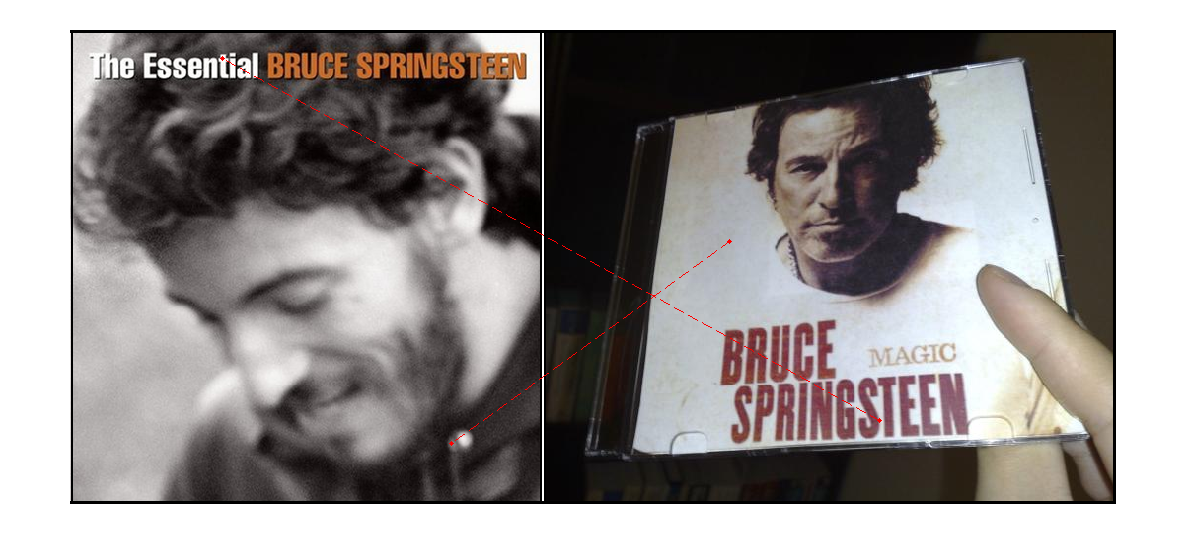 The Essential BRUCE SPRINGSTEEN
BRUCE
MAGIC
SPRINGSTEEN